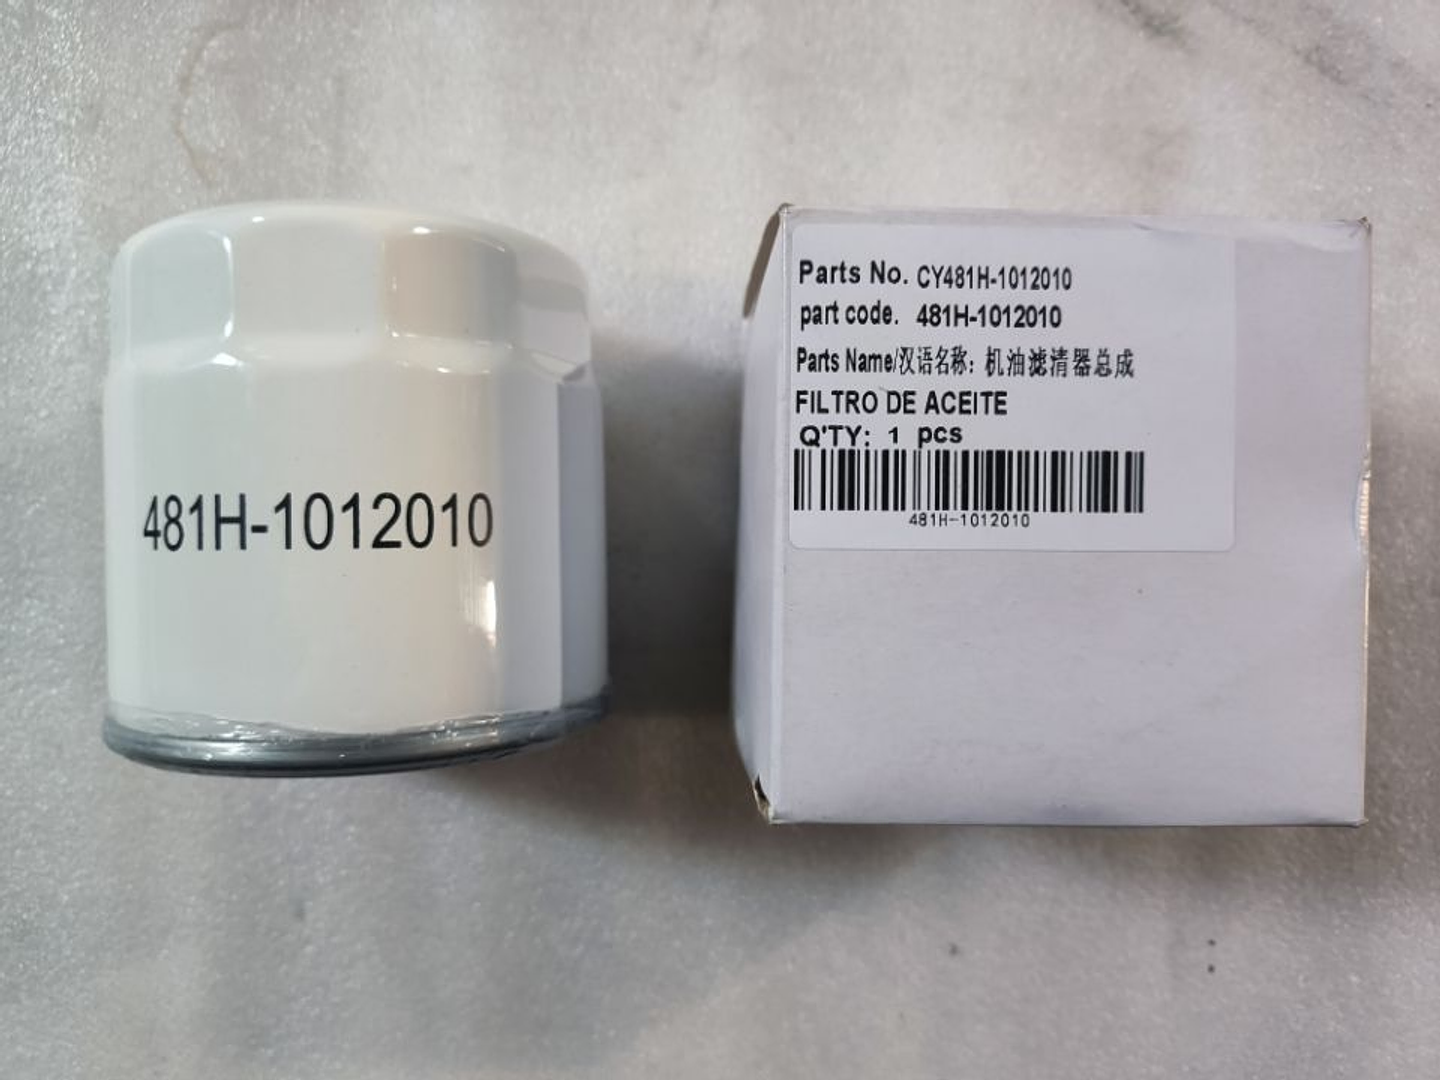 481H-1012010
Parts No. CY481H-1012010
part code. 481H-1012010
Parts Name/汉语名称: 机油滤清器总成
FILTRO DE ACEITE
Q'TY: 1 pcs
481H-1012010